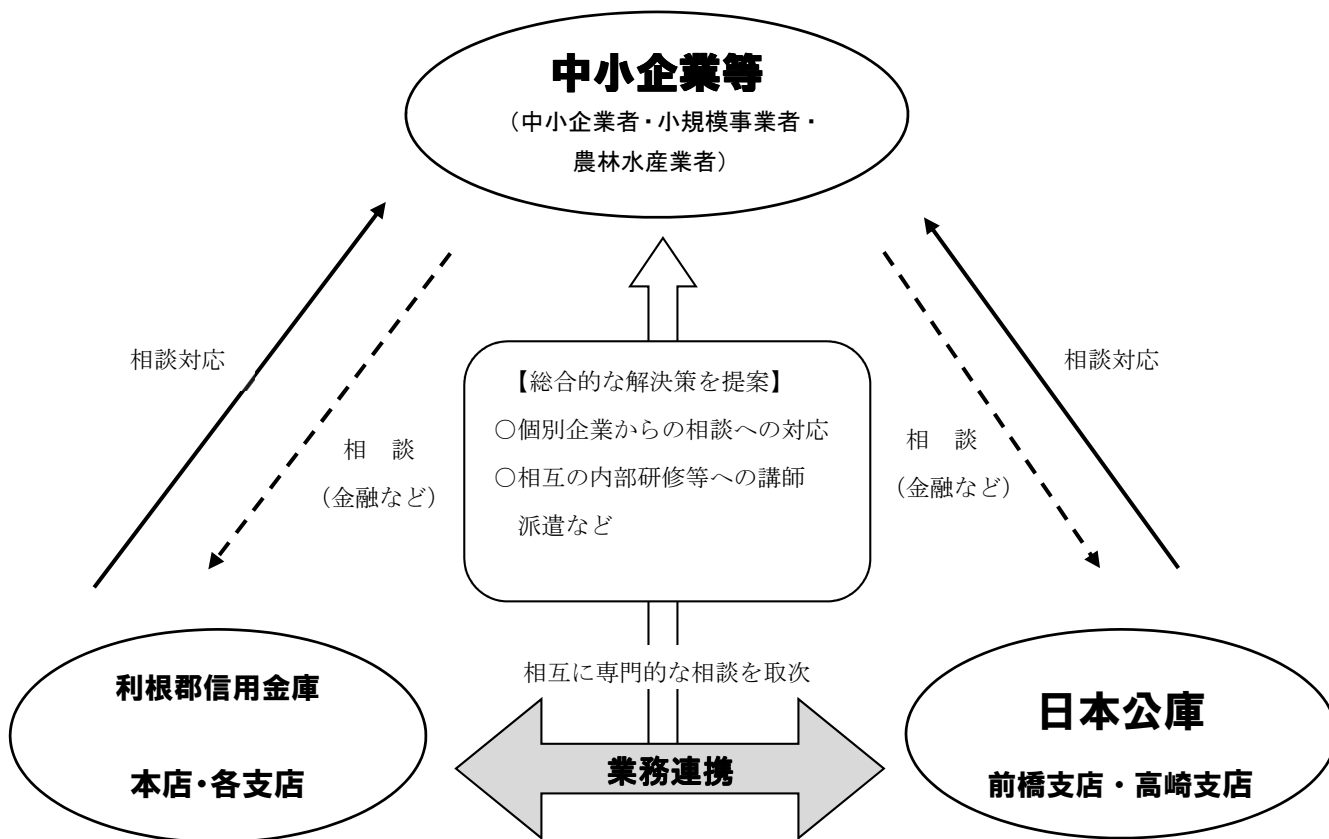 中小企業等
（中小企業者・小規模事業者・
農林水産業者）
相談対応
相談対応
【総合的な解決策を提案】
○個別企業からの相談への対応
○相互の内部研修等への講師
派遣など
相　談
（金融など）
相　談
（金融など）
相互に専門的な相談を取次
利根郡信用金庫
本店・各支店
業務連携
日本公庫
前橋支店・高崎支店